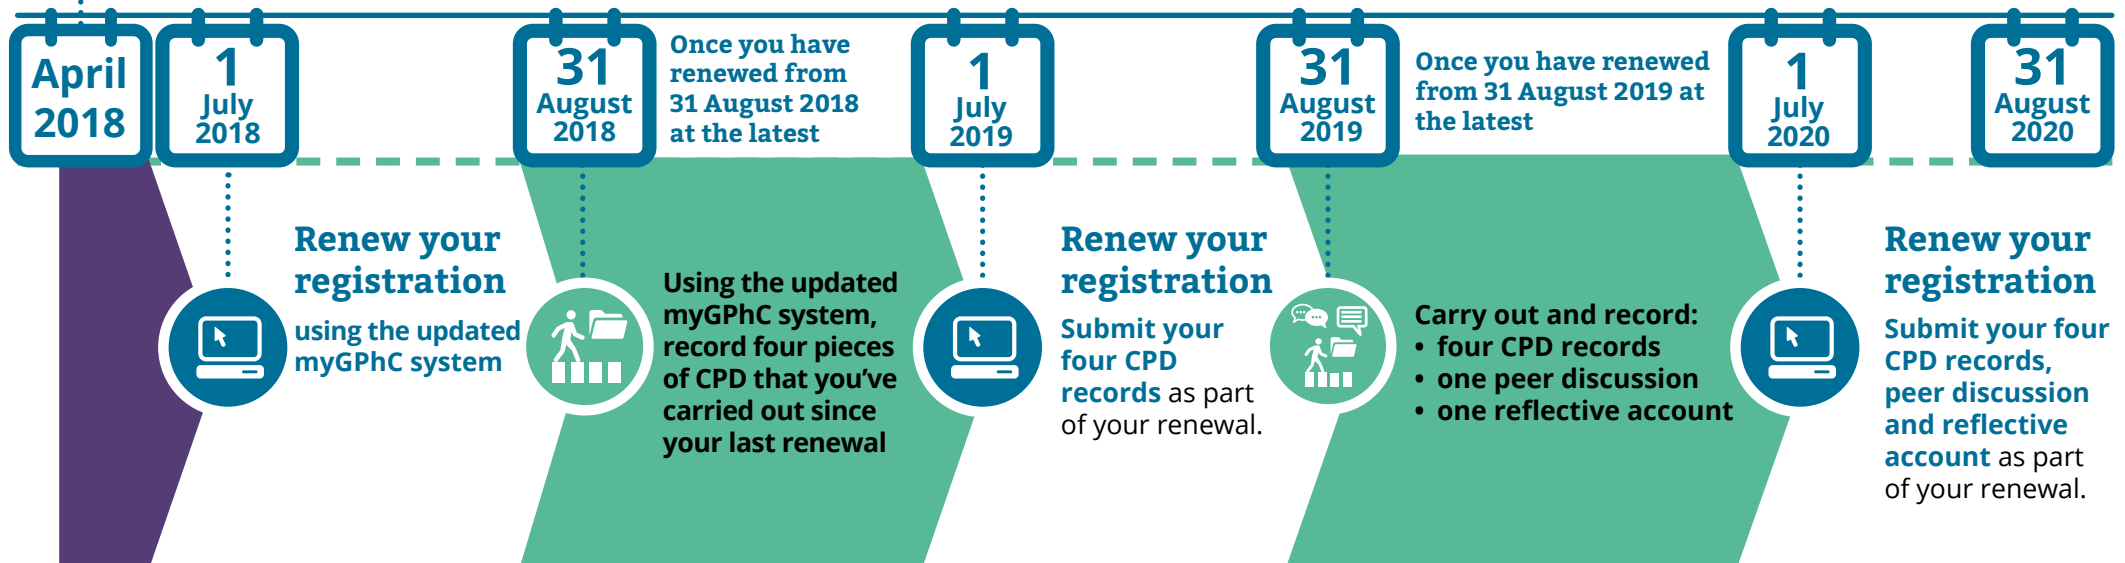 April
2018
1
July
2018
31
August
2018
Once you have
renewed from
31 August 2018
at the latest
1
July
2019
31
August
2019
Once you have renewed
from 31 August 2019 at
the latest
1
July
2020
31
August
2020
Renew your
registration
using the updated
myGPhC system
Using the updated
myGPhC system,
record four pieces
of CPD that you've
carried out since
your last renewal
Renew your
registration
Submit your
four CPD
records as part
of your renewal.
Carry out and record:
• four CPD records
• one peer discussion
• one reflective account
Renew your
registration
Submit your four
CPD records,
peer discussion
and reflective
account as part
of your renewal.